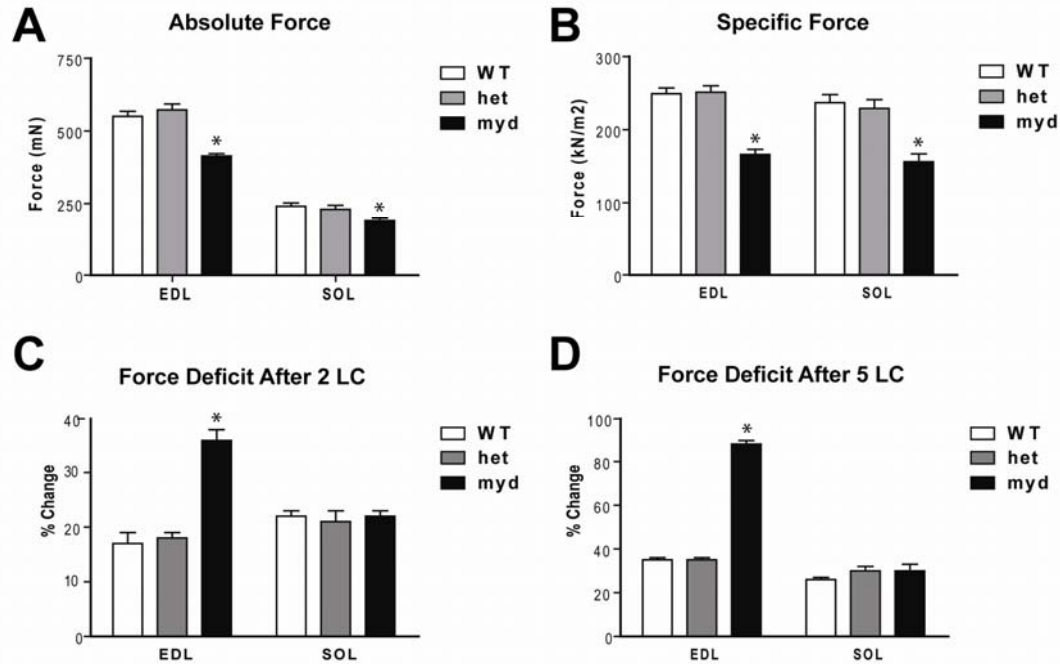 A
Absolute Force
Force (mN)
750
500
250
0
*
*
EDL
SOL
WT
het
myd
B
Specific Force
Force (kN/m2)
300
200
100
0
*
*
EDL
SOL
WT
het
myd
C
Force Deficit After 2 LC
% Change
40
30
20
10
0
*
EDL
SOL
WT
het
myd
D
Force Deficit After 5 LC
% Change
100
80
60
40
20
0
*
EDL
SOL
WT
het
myd